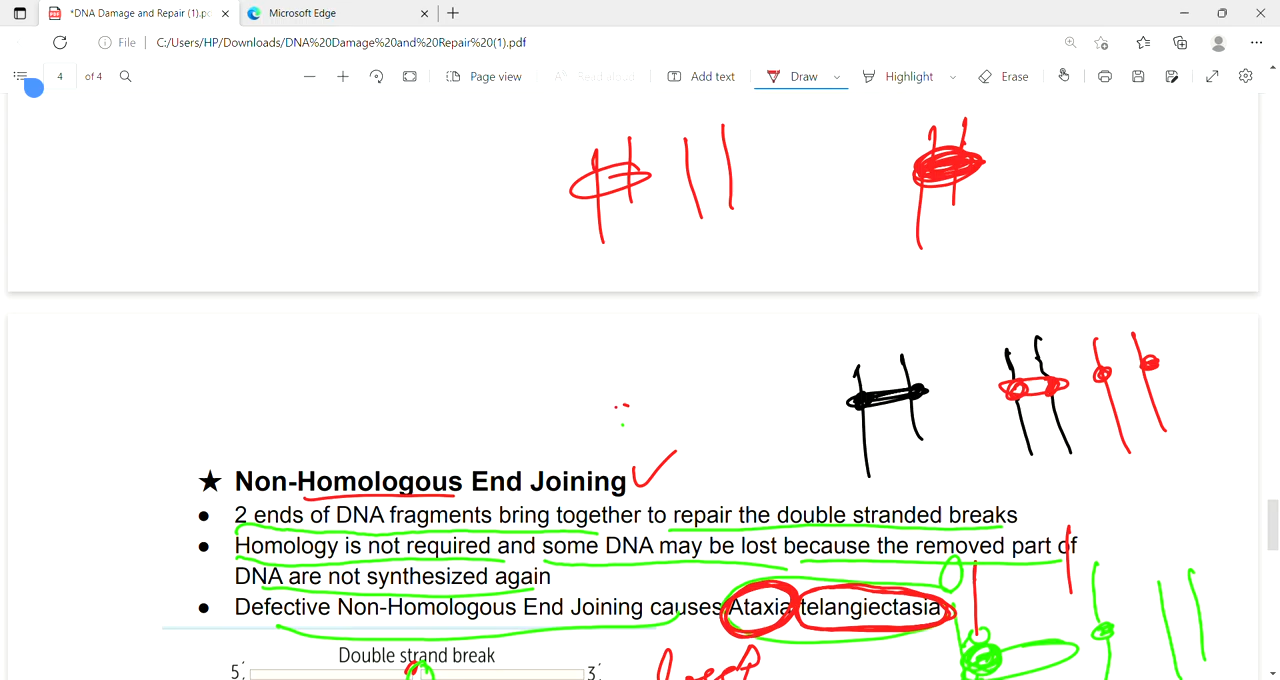 *DNA Damage and Repair (1).pd
Microsoft Edge
File C:/Users/HP/Downloads/DNA%20Damage%20and%20Repair%20(1).pdf
4 of 4 Page view Read aloud Add text Draw Highlight Erase
★ Non-Homologous End Joining
● 2 ends of DNA fragments bring together to repair the double stranded breaks
● Homology is not required and some DNA may be lost because the removed part of
DNA are not synthesized again
● Defective Non-Homologous End Joining causes Ataxia telangiectasia
Double strand break
5´ 3´